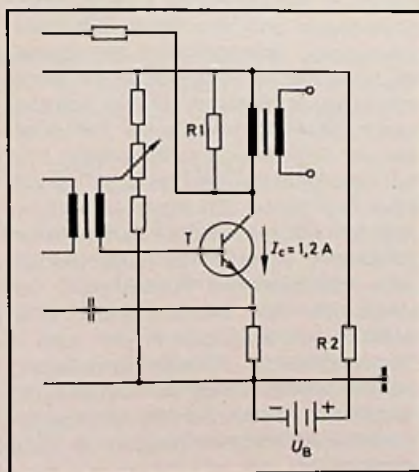 R1
T
I_c = 1,2 A
R2
− +
U_B